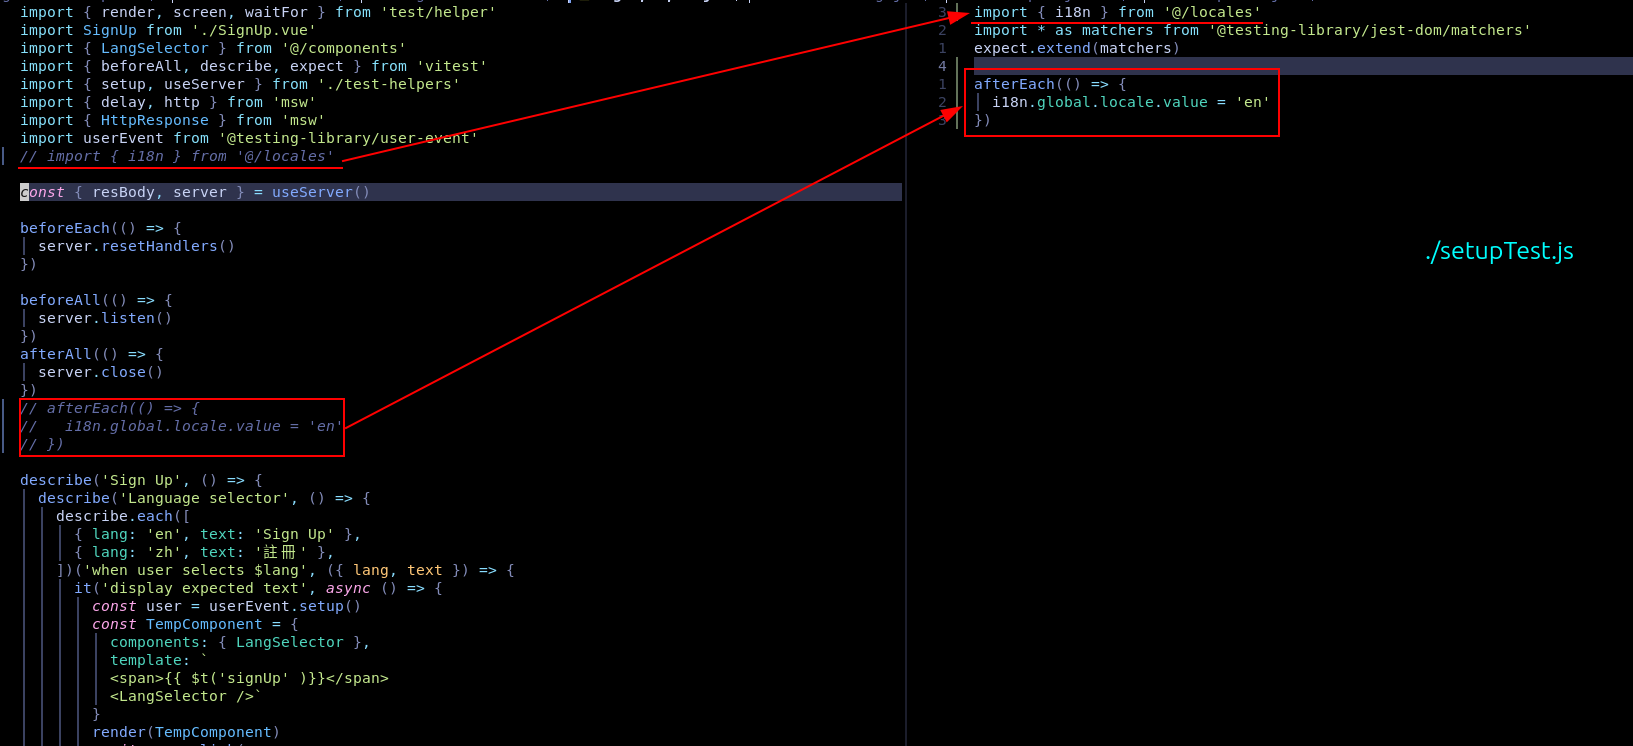 import { render, screen, waitFor } from 'test/helper'
import SignUp from './SignUp.vue'
import { LangSelector } from '@/components'
import { beforeAll, describe, expect } from 'vitest'
import { setup, useServer } from './test-helpers'
import { delay, http } from 'msw'
import { HttpResponse } from 'msw'
import userEvent from '@testing-library/user-event'
// import { i18n } from '@/locales'
const { resBody, server } = useServer()
beforeEach(() => {
server.resetHandlers()
})
beforeAll(() => {
server.listen()
})
afterAll(() => {
server.close()
})
// afterEach(() => {
//   i18n.global.locale.value = 'en'
// })
describe('Sign Up', () => {
describe('Language selector', () => {
describe.each([
{ lang: 'en', text: 'Sign Up' },
{ lang: 'zh', text: '註冊' },
])('when user selects $lang', ({ lang, text }) => {
it('display expected text', async () => {
const user = userEvent.setup()
const TempComponent = {
components: { LangSelector },
template: `
<span>{{ $t('signUp' )}}</span>
<LangSelector />`
}
render(TempComponent)
3 import { i18n } from '@/locales'
2 import * as matchers from '@testing-library/jest-dom/matchers'
1 expect.extend(matchers)
4
1 afterEach(() => {
2 i18n.global.locale.value = 'en'
3 })
./setupTest.js